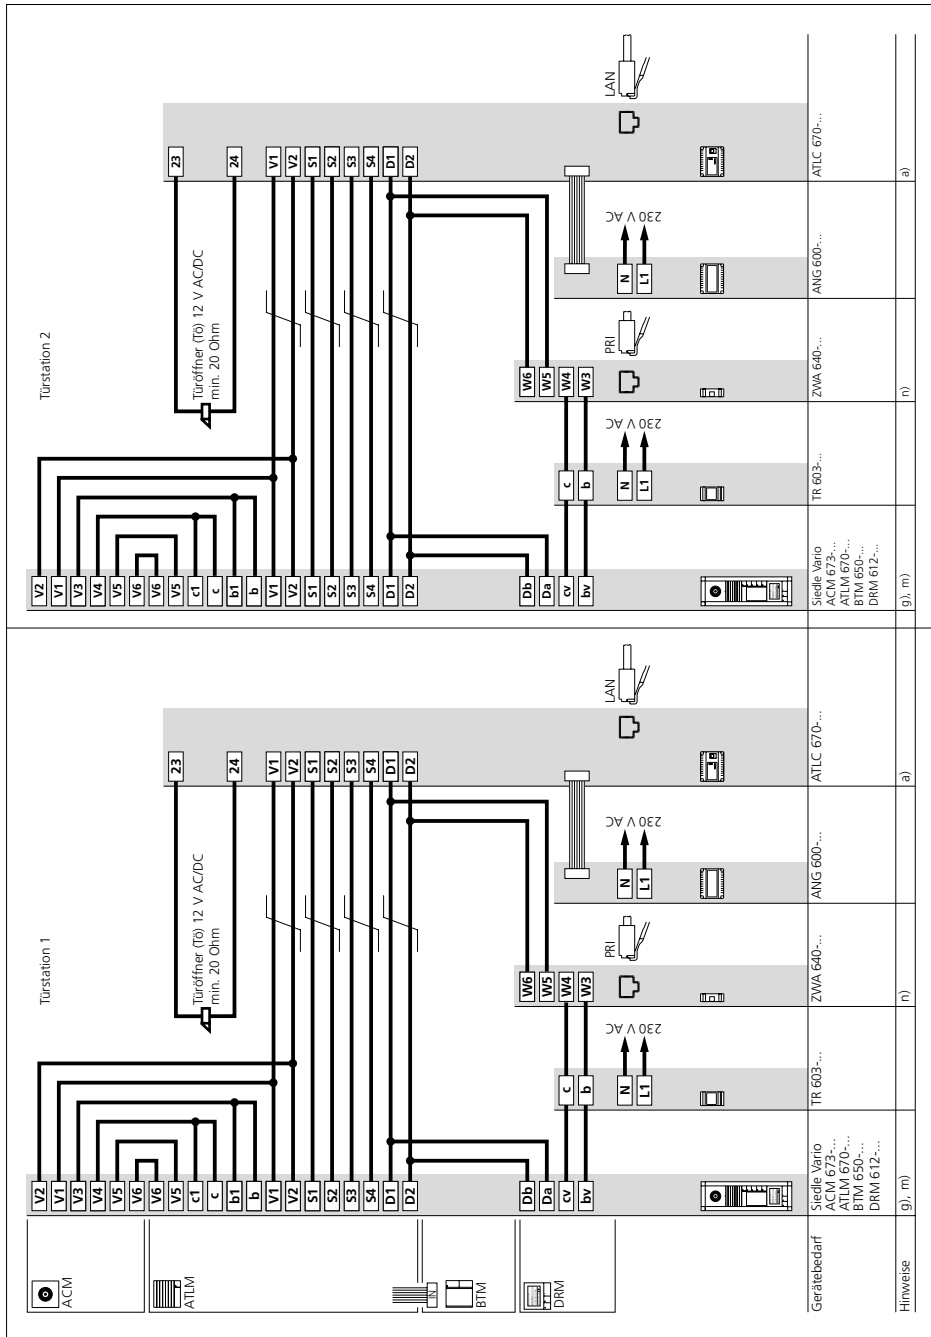 ACM
ATLM
IN
BTM
DRM
Türstation 1
V2
V1
V3
V4
V5
V6
V6
V5
c1
c
b1
b
V1
V2
S1
S2
S3
S4
D1
D2
Db
Da
cv
bv
Türöffner (Tö) 12 V AC/DC
min. 20 Ohm
c
b
N
L1
230 V AC
W6
W5
W4
W3
PRI
N
L1
230 V AC
23
24
V1
V2
S1
S2
S3
S4
D1
D2
LAN
Türstation 2
V2
V1
V3
V4
V5
V6
V6
V5
c1
c
b1
b
V1
V2
S1
S2
S3
S4
D1
D2
Db
Da
cv
bv
Türöffner (Tö) 12 V AC/DC
min. 20 Ohm
c
b
N
L1
230 V AC
W6
W5
W4
W3
PRI
N
L1
230 V AC
23
24
V1
V2
S1
S2
S3
S4
D1
D2
LAN
Gerätebedarf
Siedle Vario
ACM 673-...
ATLM 670-...
BTM 650-...
DRM 612-...
TR 603-...
ZWA 640-...
ANG 600-...
ATLC 670-...
Siedle Vario
ACM 673-...
ATLM 670-...
BTM 650-...
DRM 612-...
TR 603-...
ZWA 640-...
ANG 600-...
ATLC 670-...
Hinweise
g), m)
n)
a)
g), m)
n)
a)